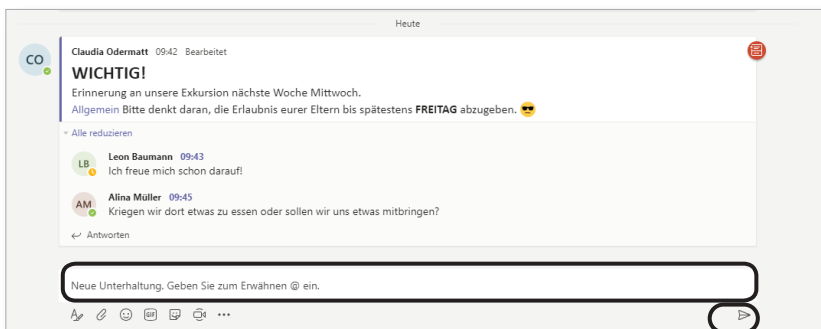 Heute
CO
Claudia Odermatt 09:42 Bearbeitet
WICHTIG!
Erinnerung an unsere Exkursion nächste Woche Mittwoch.
Allgemein Bitte denkt daran, die Erlaubnis eurer Eltern bis spätestens FREITAG abzugeben.
Alle reduzieren
LB
Leon Baumann 09:43
Ich freue mich schon darauf!
AM
Alina Müller 09:45
Kriegen wir dort etwas zu essen oder sollen wir uns etwas mitbringen?
Antworten
Neue Unterhaltung. Geben Sie zum Erwähnen @ ein.
GIF